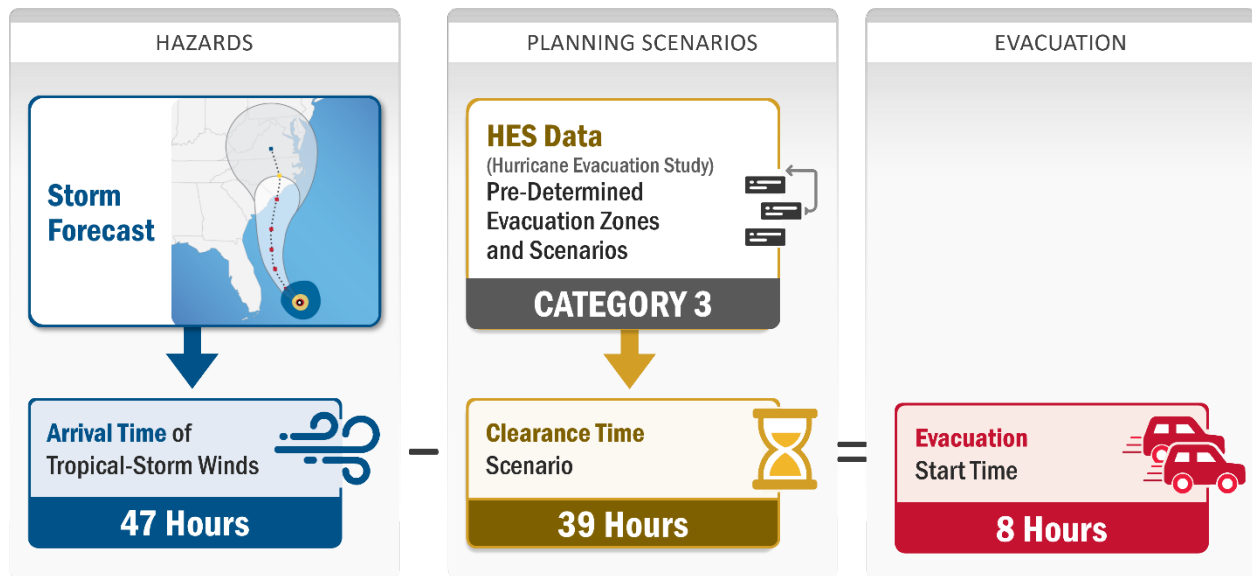 HAZARDS
Storm
Forecast
Arrival Time of
Tropical-Storm Winds
47 Hours
–
PLANNING SCENARIOS
HES Data
(Hurricane Evacuation Study)
Pre-Determined
Evacuation Zones
and Scenarios
CATEGORY 3
Clearance Time
Scenario
39 Hours
=
EVACUATION
Evacuation
Start Time
8 Hours